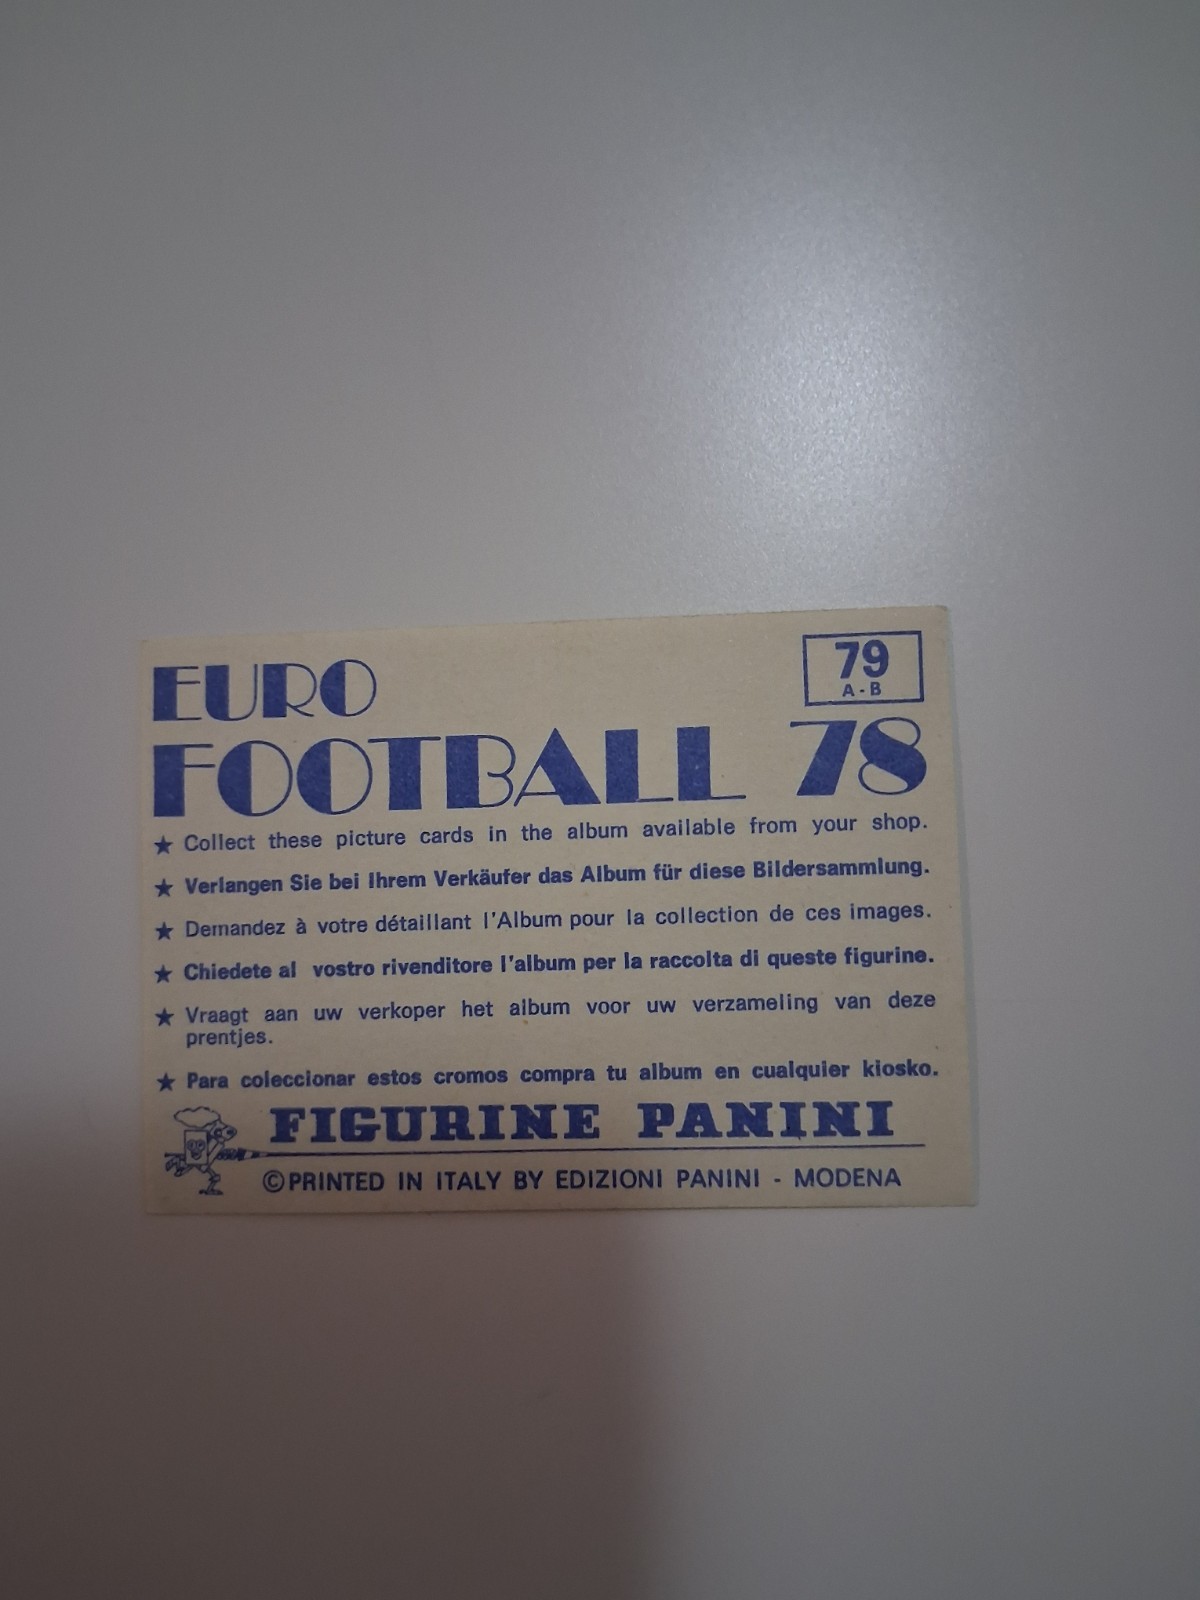 EURO
79
A - B
FOOTBALL 78
★ Collect these picture cards in the album available from your shop.
★ Verlangen Sie bei Ihrem Verkäufer das Album für diese Bildersammlung.
★ Demandez à votre détaillant l'Album pour la collection de ces images.
★ Chiedete al vostro rivenditore l'album per la raccolta di queste figurine.
★ Vraagt aan uw verkoper het album voor uw verzameling van deze
prentjes.
★ Para coleccionar estos cromos compra tu album en cualquier kiosko.
FIGURINE PANINI
©PRINTED IN ITALY BY EDIZIONI PANINI - MODENA